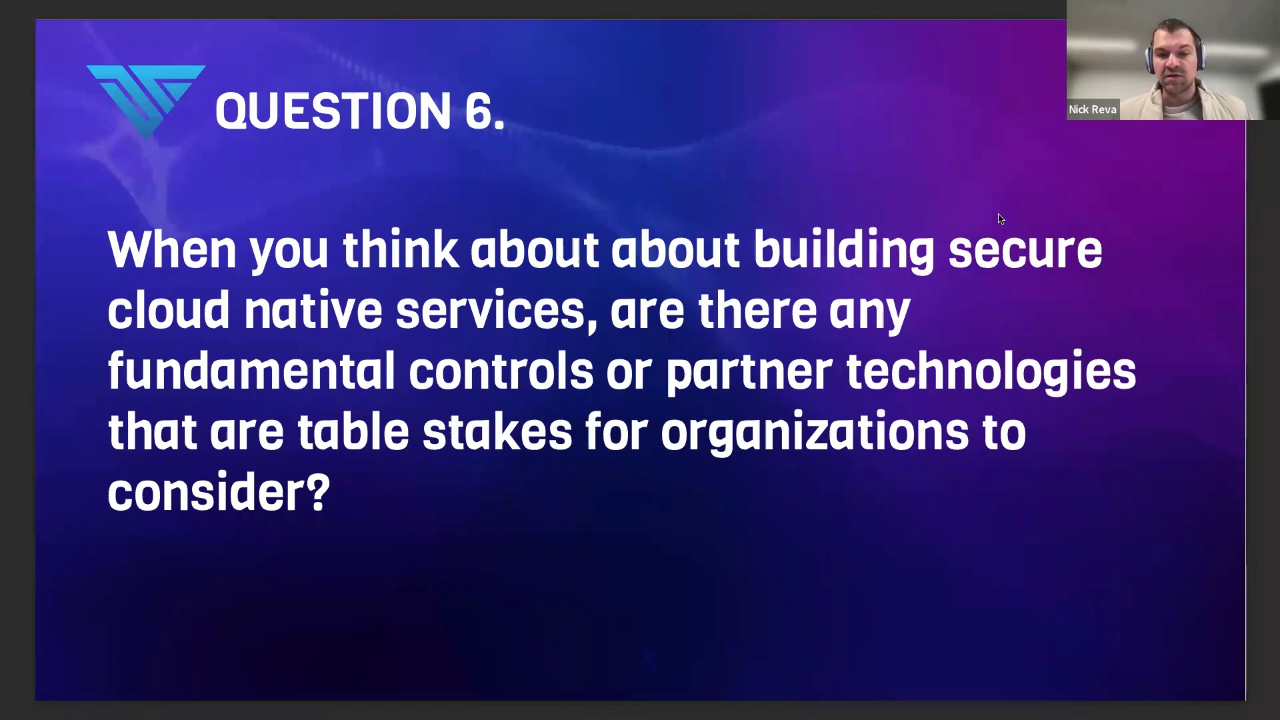 QUESTION 6.
Nick Reva
When you think about about building secure
cloud native services, are there any
fundamental controls or partner technologies
that are table stakes for organizations to
consider?